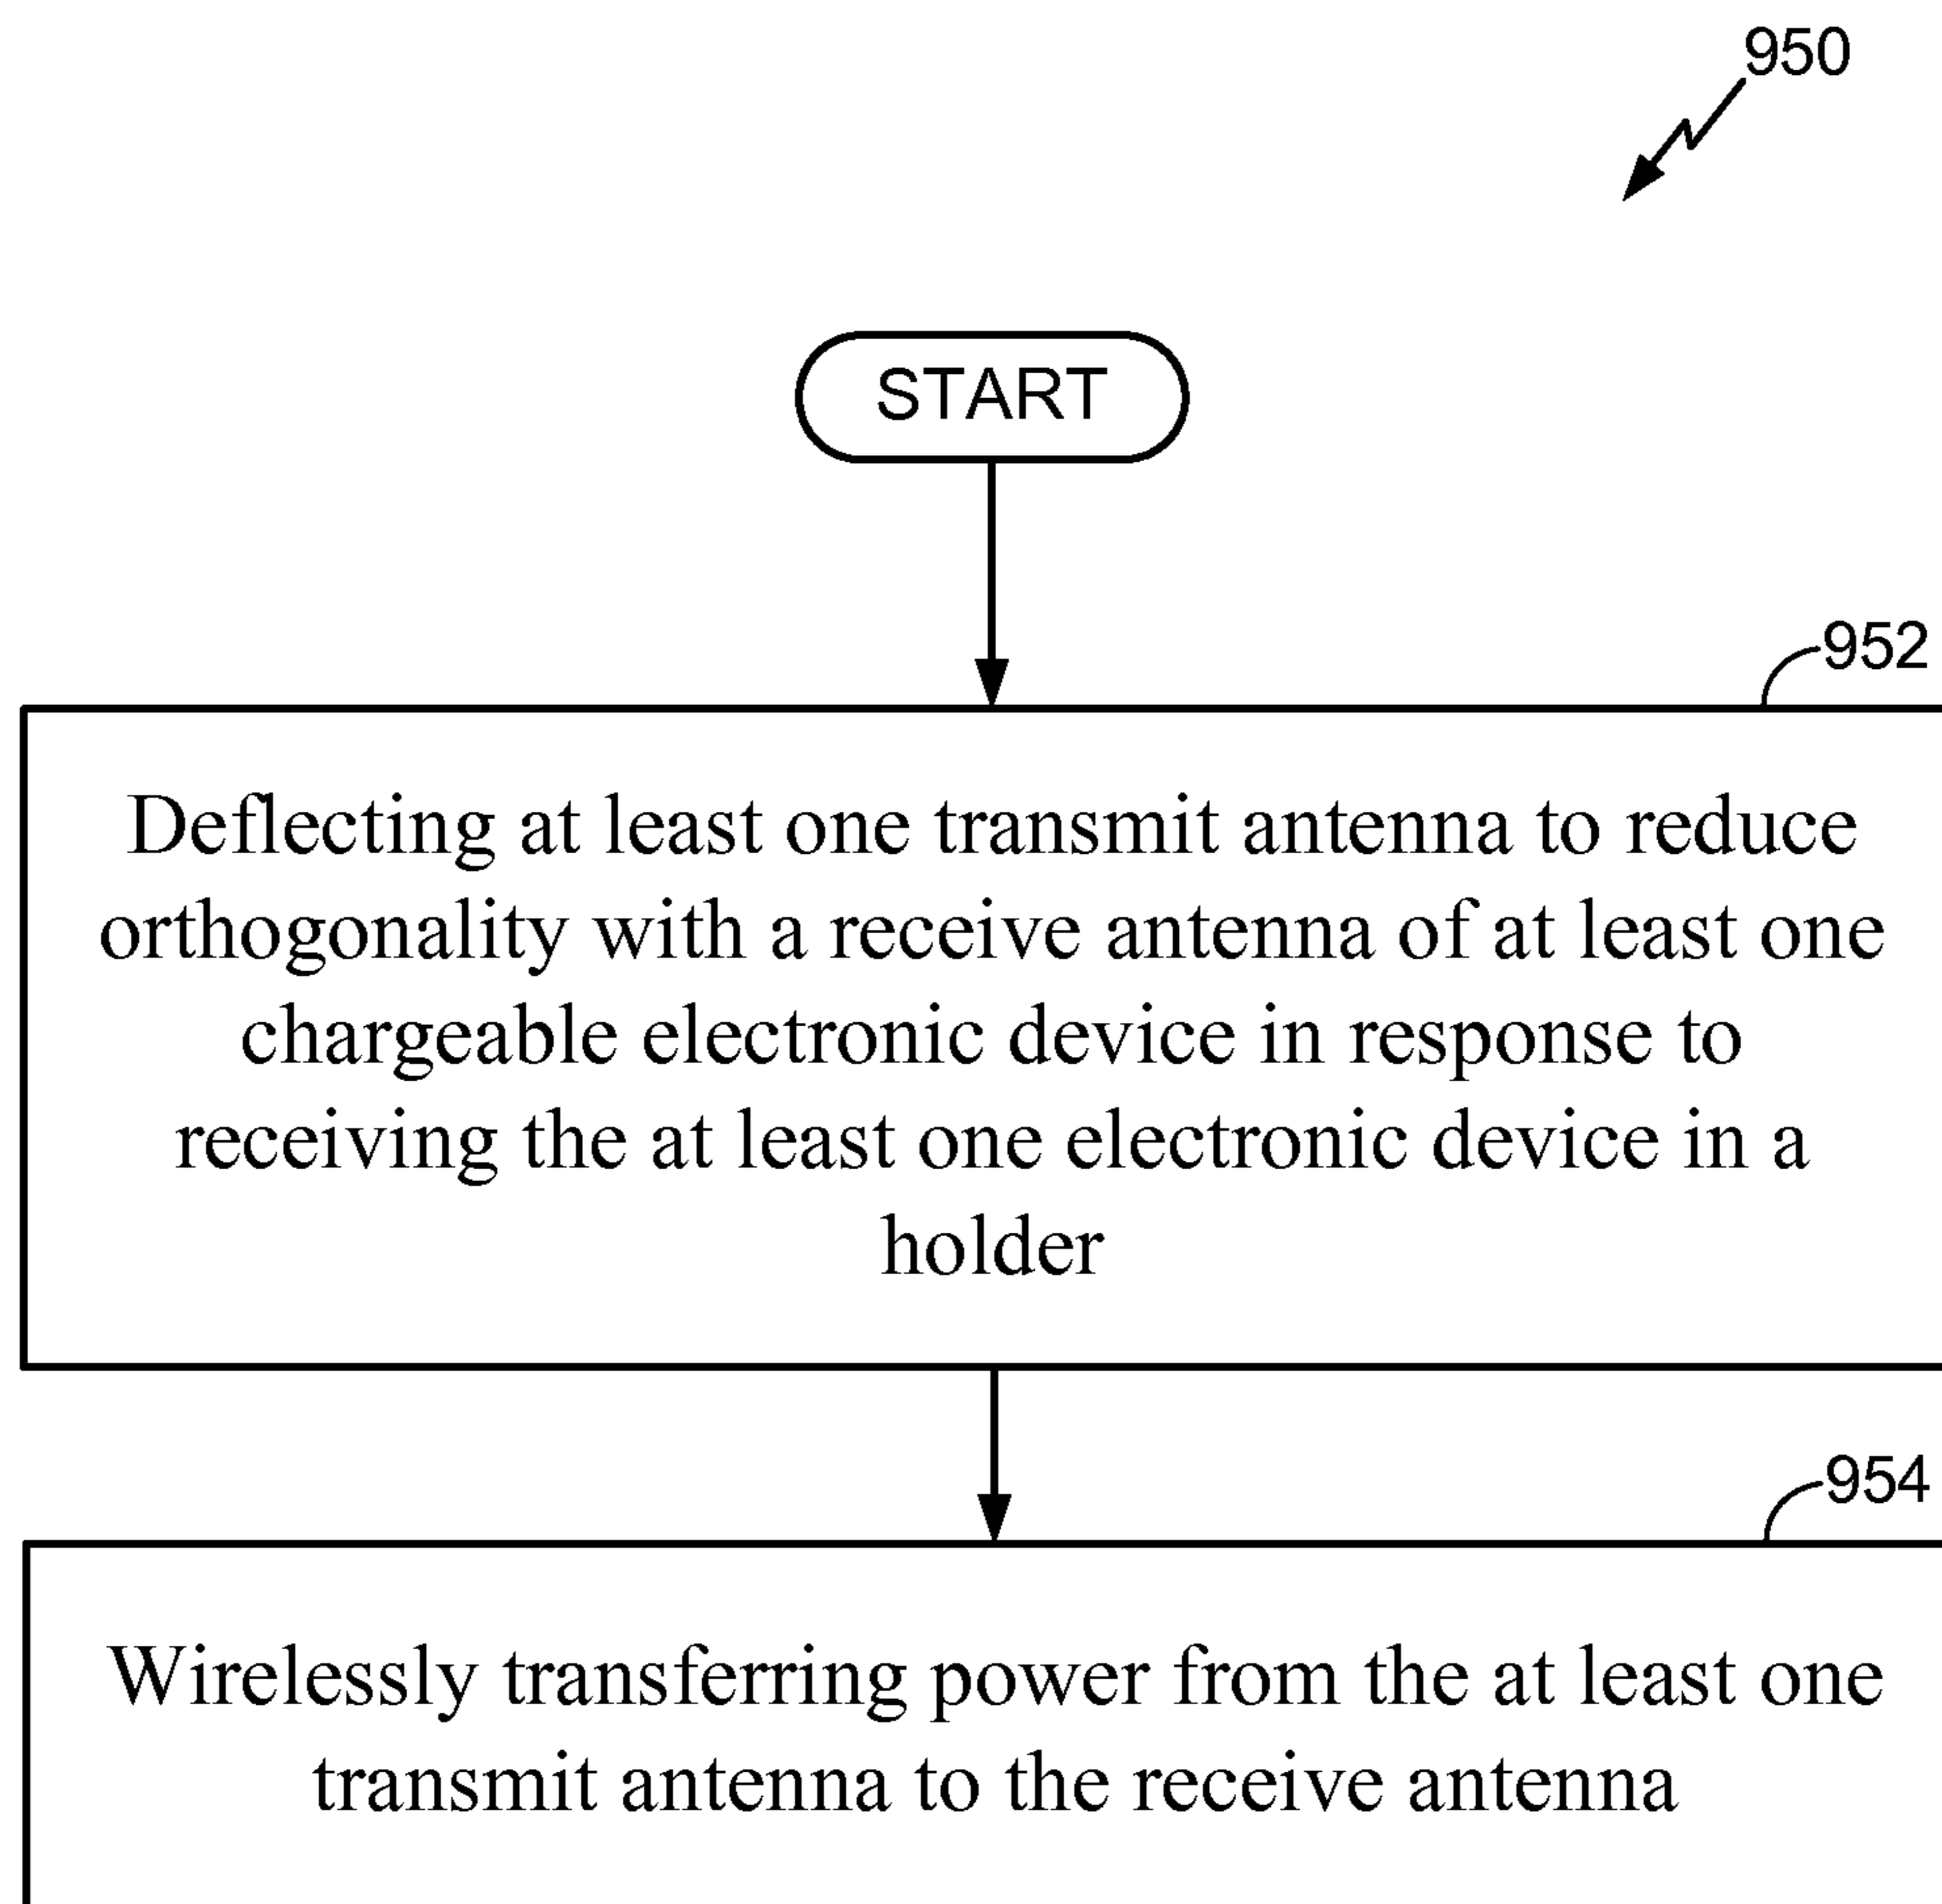 950
START
952
Deflecting at least one transmit antenna to reduce
orthogonality with a receive antenna of at least one
chargeable electronic device in response to
receiving the at least one electronic device in a
holder
954
Wirelessly transferring power from the at least one
transmit antenna to the receive antenna